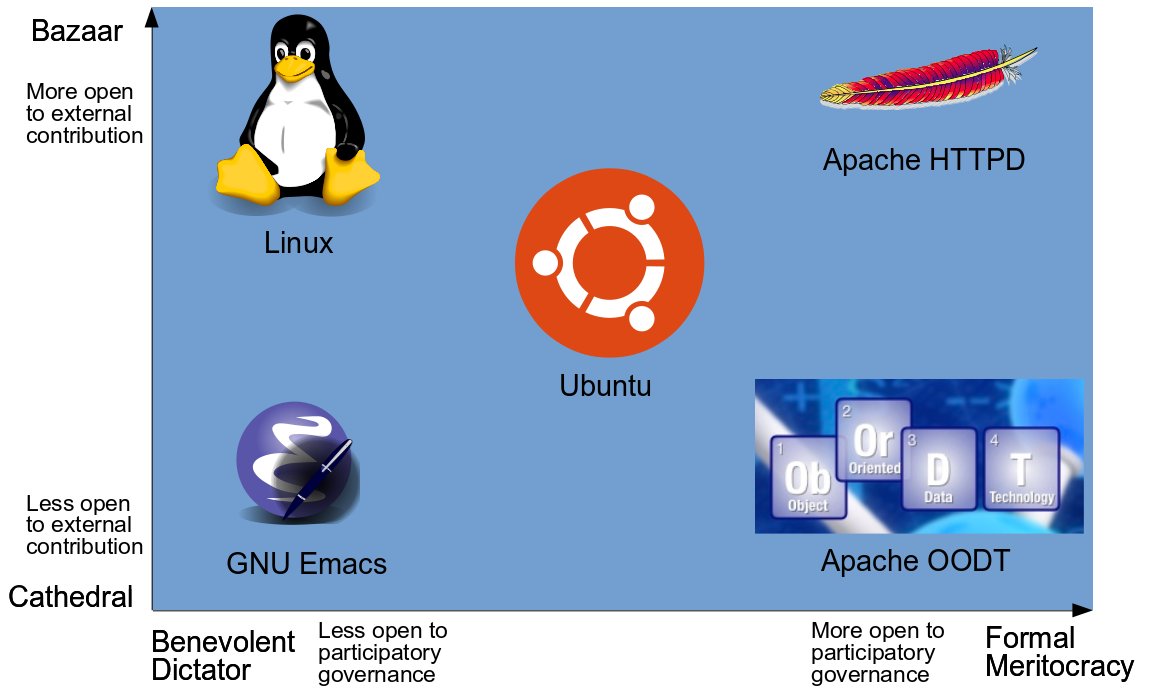 Bazaar
More open
to external
contribution
Linux
Apache HTTPD
Ubuntu
GNU Emacs
1
Ob
Object
2
Or
Oriented
3
D
Data
4
T
Technology
Apache OODT
Less open
to external
contribution
Cathedral
Benevolent
Dictator
Less open to
participatory
governance
More open to
participatory
governance
Formal
Meritocracy